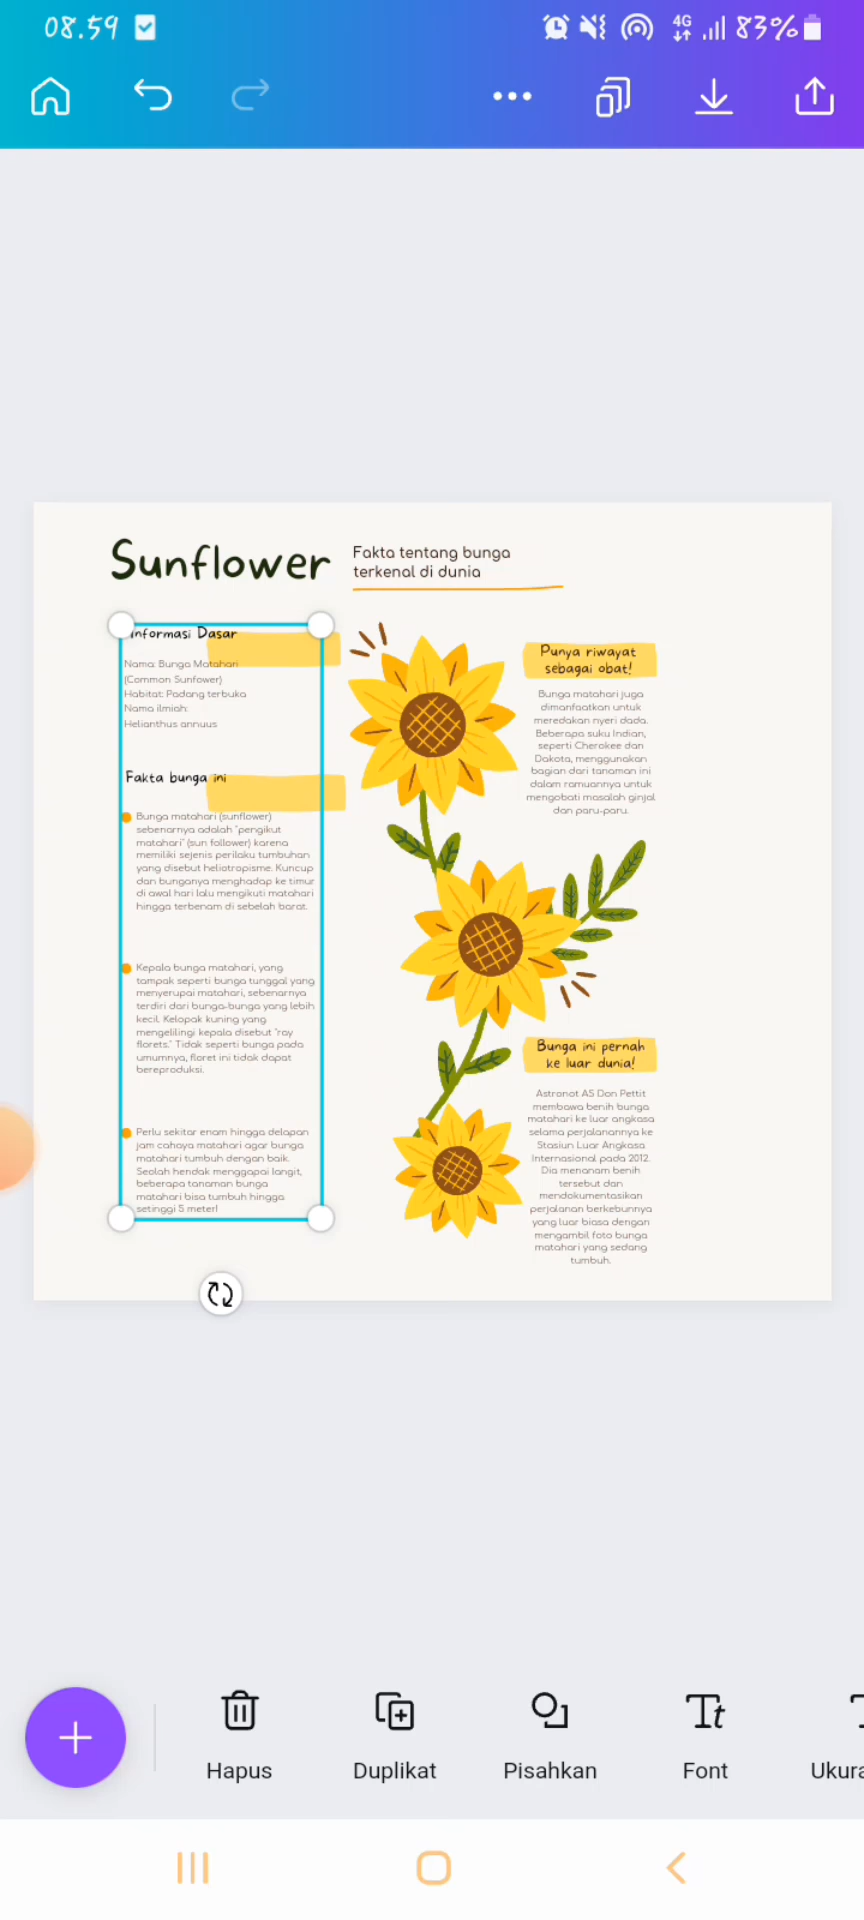 08.59
4G
83%
Sunflower
Fakta tentang bunga
terkenal di dunia
Informasi Dasar
Nama: Bunga Matahari
(Common Sunfower)
Habitat: Padang terbuka
Nama ilmiah:
Helianthus annuus
Fakta bunga ini
Bunga matahari (sunflower)
sebenarnya adalah "pengikut
matahari" (sun follower) karena
memiliki sejenis perilaku tumbuhan
yang disebut heliotropisme. Kuncup
dan bunganya menghadap ke timur
di awal hari lalu mengikuti matahari
hingga terbenam di sebelah barat.
Kepala bunga matahari, yang
tampak seperti bunga tunggal yang
menyerupai matahari, sebenarnya
terdiri dari bunga-bunga yang lebih
kecil. Kelopak kuning yang
mengelilingi kepala disebut "ray
florets." Tidak seperti bunga pada
umumnya, floret ini tidak dapat
bereproduksi.
Perlu sekitar enam hingga delapan
jam cahaya matahari agar bunga
matahari tumbuh dengan baik.
Seolah hendak menggapai langit,
beberapa tanaman bunga
matahari bisa tumbuh hingga
setinggi 5 meter!
Punya riwayat
sebagai obat!
Bunga matahari juga
dimanfaatkan untuk
meredakan nyeri dada.
Beberapa suku Indian,
seperti Cherokee dan
Dakota, menggunakan
bagian dari tanaman ini
dalam ramuannya untuk
mengobati masalah ginjal
dan paru-paru.
Bunga ini pernah
ke luar dunia!
Astronot AS Don Pettit
membawa benih bunga
matahari ke luar angkasa
selama perjalanannya ke
Stasiun Luar Angkasa
Internasional pada 2012.
Dia menanam benih
tersebut dan
mendokumentasikan
perjalanan berkebunnya
yang luar biasa dengan
mengambil foto bunga
matahari yang sedang
tumbuh.
Hapus
Duplikat
Pisahkan
Font
Ukura